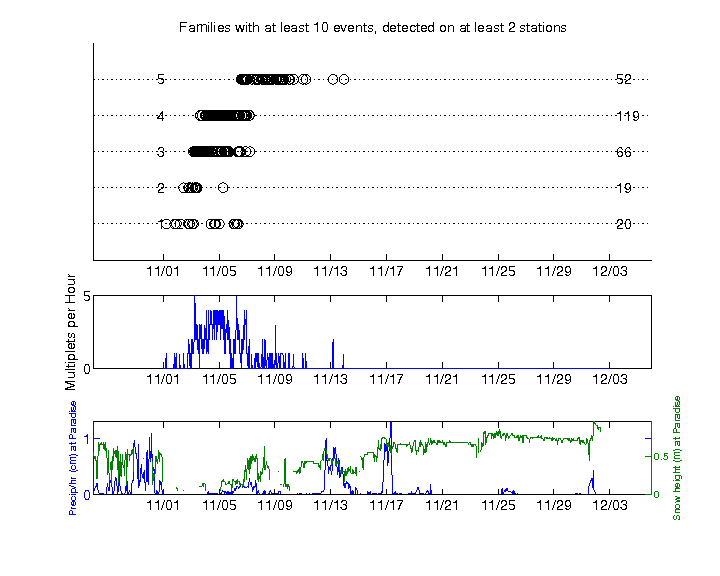 Families with at least 10 events, detected on at least 2 stations
5 52
4 119
3 66
2 19
1 20
11/01 11/05 11/09 11/13 11/17 11/21 11/25 11/29 12/03
Multiplets per Hour
5
0
11/01 11/05 11/09 11/13 11/17 11/21 11/25 11/29 12/03
Precip/hr (cm) at Paradise
1
0
0.5
0
Snow height (m) at Paradise
11/01 11/05 11/09 11/13 11/17 11/21 11/25 11/29 12/03